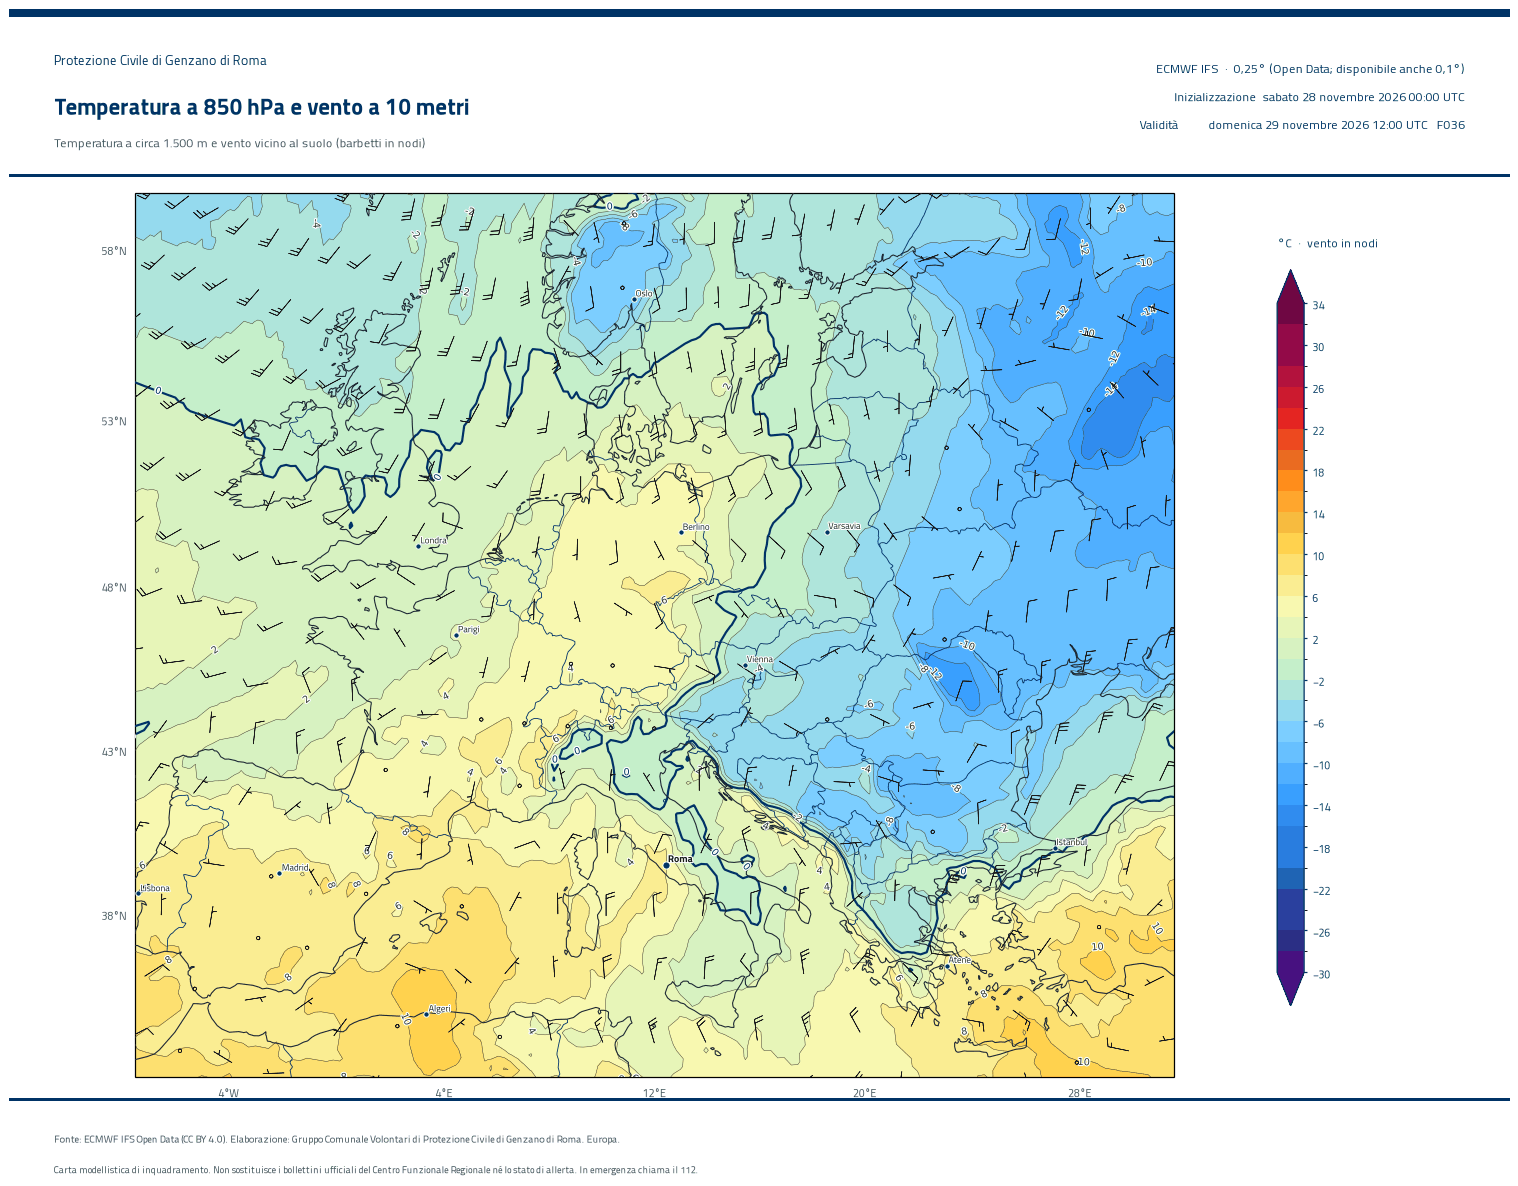 Protezione Civile di Genzano di Roma
Temperatura a 850 hPa e vento a 10 metri
Temperatura a circa 1.500 m e vento vicino al suolo (barbetti in nodi)
ECMWF IFS · 0,25° (Open Data; disponibile anche 0,1°)
Inizializzazione sabato 28 novembre 2026 00:00 UTC
Validità domenica 29 novembre 2026 12:00 UTC F036
°C · vento in nodi
34
30
26
22
18
14
10
6
2
−2
−6
−10
−14
−18
−22
−26
−30
58°N
53°N
48°N
43°N
38°N
4°W
4°E
12°E
20°E
28°E
Oslo
Berlino
Varsavia
Londra
Parigi
Vienna
Roma
Madrid
Lisbona
Istanbul
Atene
Algeri
Fonte: ECMWF IFS Open Data (CC BY 4.0). Elaborazione: Gruppo Comunale Volontari di Protezione Civile di Genzano di Roma. Europa.
Carta modellistica di inquadramento. Non sostituisce i bollettini ufficiali del Centro Funzionale Regionale né lo stato di allerta. In emergenza chiama il 112.